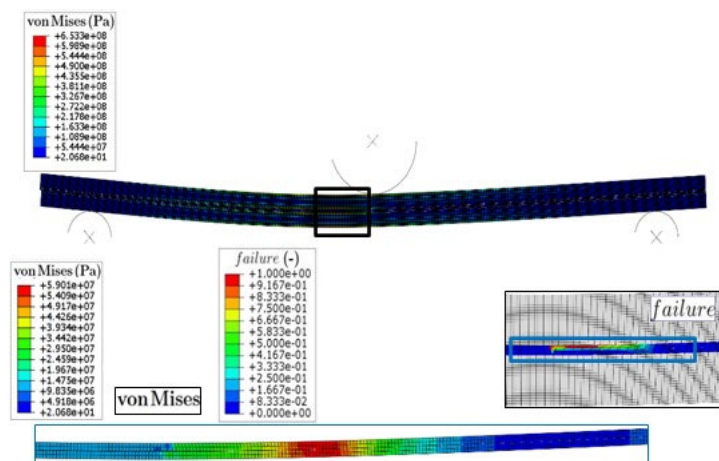 von Mises (Pa)
+6.533e+08
+5.989e+08
+5.444e+08
+4.900e+08
+4.355e+08
+3.811e+08
+3.267e+08
+2.722e+08
+2.178e+08
+1.633e+08
+1.089e+08
+5.444e+07
+2.068e+01
von Mises (Pa)
+5.901e+07
+5.409e+07
+4.917e+07
+4.426e+07
+3.934e+07
+3.442e+07
+2.950e+07
+2.459e+07
+1.967e+07
+1.475e+07
+9.835e+06
+4.918e+06
+2.068e+01
failure (-)
+1.000e+00
+9.167e-01
+8.333e-01
+7.500e-01
+6.667e-01
+5.833e-01
+5.000e-01
+4.167e-01
+3.333e-01
+2.500e-01
+1.667e-01
+8.333e-02
+0.000e+00
failure
von Mises